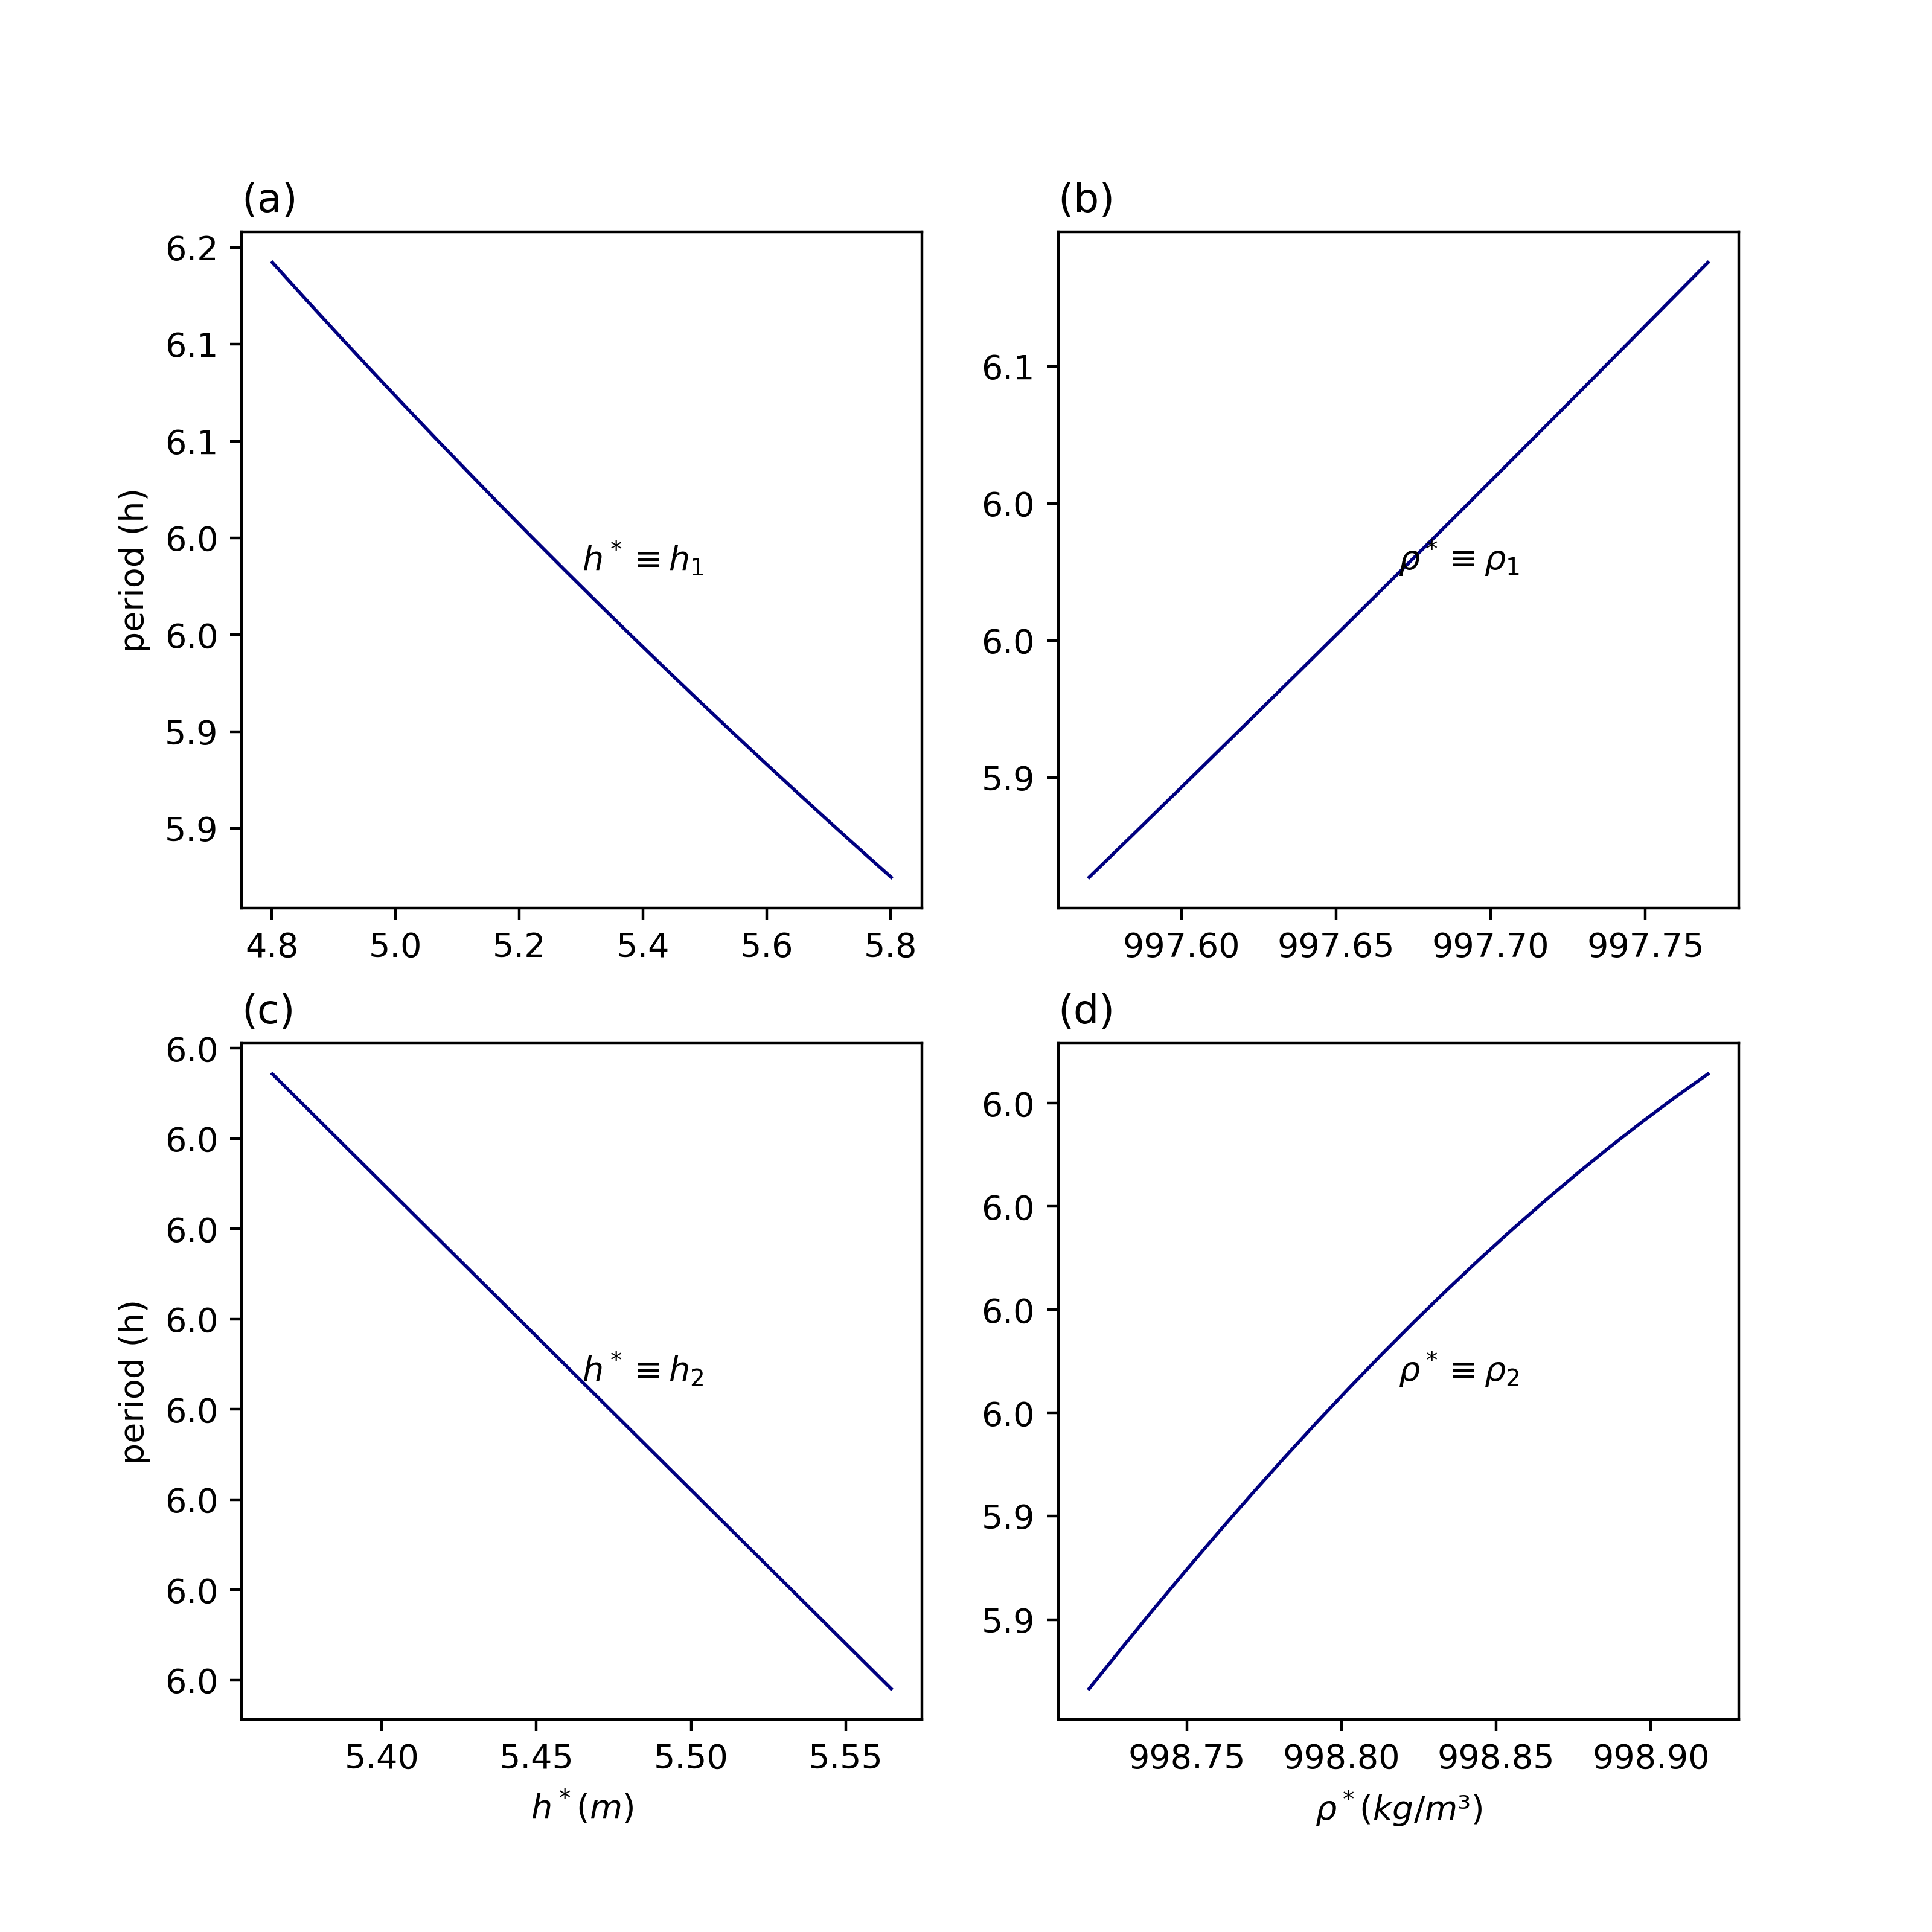 (a)
6.2
6.1
6.1
6.0
6.0
5.9
5.9
period (h)
h* ≡ h₁
4.8 5.0 5.2 5.4 5.6 5.8
(b)
6.1
6.0
6.0
5.9
ρ* ≡ ρ₁
997.60 997.65 997.70 997.75
(c)
6.0
6.0
6.0
6.0
6.0
6.0
6.0
6.0
period (h)
h* ≡ h₂
5.40 5.45 5.50 5.55
h* (m)
(d)
6.0
6.0
6.0
6.0
5.9
5.9
ρ* ≡ ρ₂
998.75 998.80 998.85 998.90
ρ* (kg/m³)